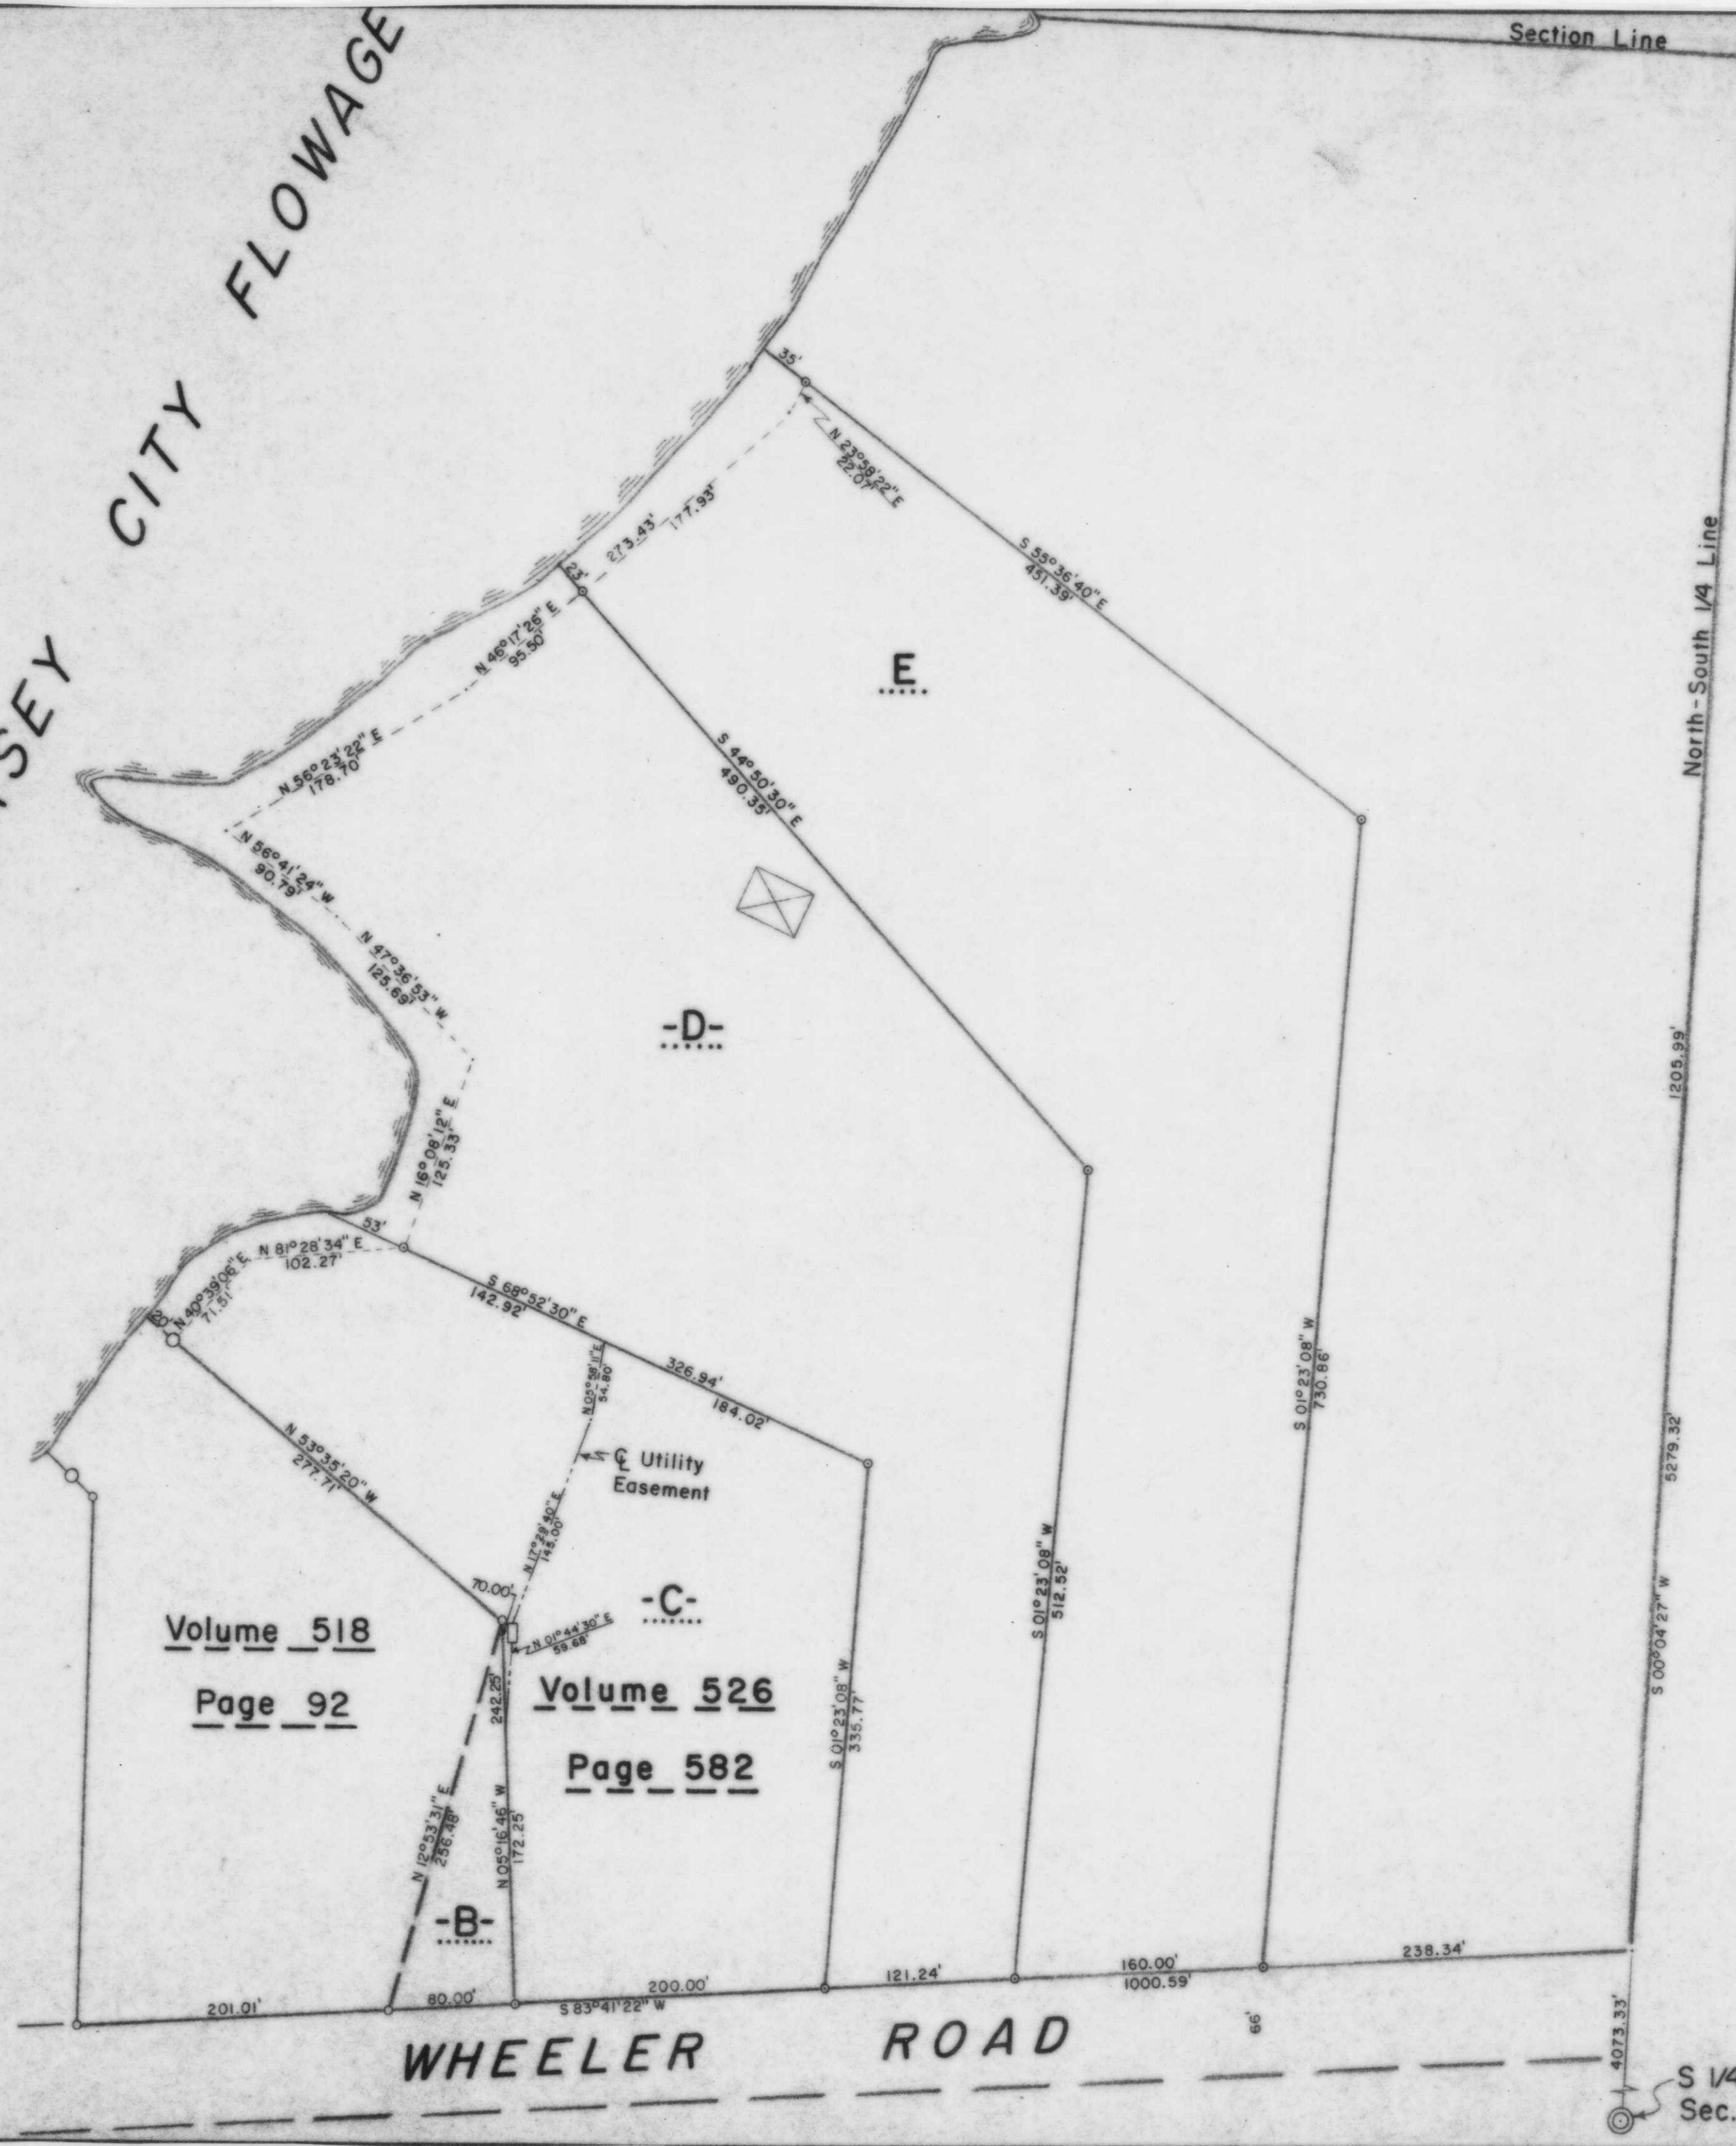 Section Line
FLOWAGE
CITY
SEY
35'
N 23°58'22" E
22.07'
177.93'
273.43'
23'
N 46°17'26" E
95.50'
S 55°36'40" E
451.39'
E
North-South 1/4 Line
N 56°23'22" E
178.70'
S 44°50'30" E
490.35'
N 56°41'24" W
90.79'
N 47°36'53" W
125.69'
-D-
1205.99'
N 16°08'12" E
125.33'
53'
N 81°28'34" E
102.27'
N 40°39'06" E
71.51'
20'
S 68°52'30" E
142.92'
326.94'
184.02'
N 05°58'11" E
54.80'
S 01°23'08" W
730.86'
5279.32'
N 53°35'20" W
277.71'
℄ Utility
Easement
N 17°29'40" E
145.00'
70.00'
S 01°23'08" W
512.52'
-C-
N 01°44'30" E
59.68'
S 00°04'27" W
Volume 518
Page 92
242.25'
Volume 526
Page 582
S 01°23'08" W
335.77'
N 12°53'31" E
256.48'
N 05°16'46" W
172.25'
-B-
201.01'
80.00'
200.00'
S 83°41'22" W
121.24'
160.00'
1000.59'
238.34'
66'
WHEELER ROAD
4073.33'
S 1/4
Sec.